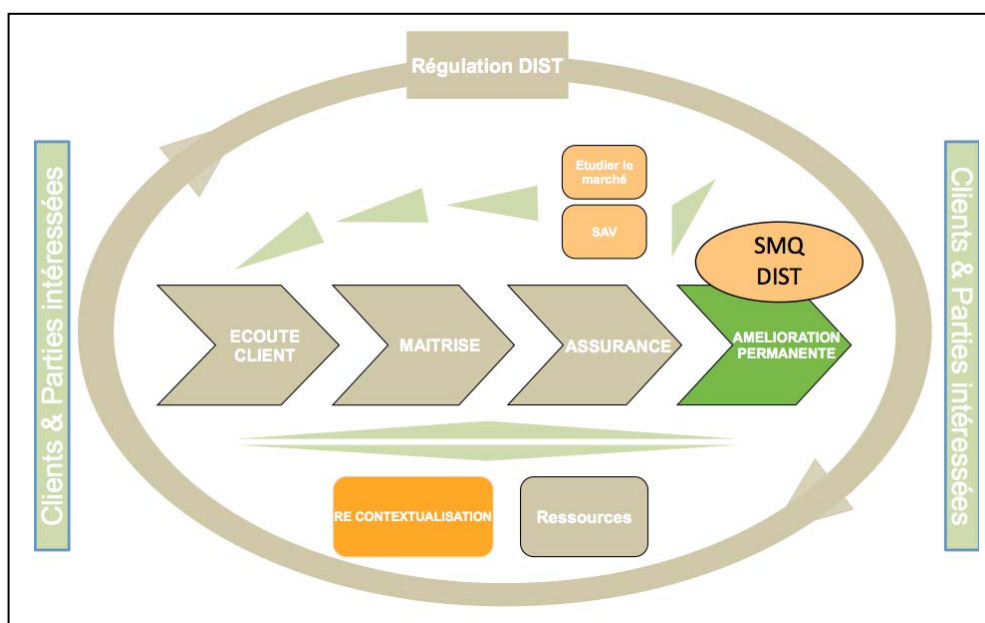 Régulation DIST
Clients & Parties intéressées
Etudier le
marché
SAV
SMQ
DIST
ECOUTE
CLIENT
MAITRISE
ASSURANCE
AMELIORATION
PERMANENTE
RE CONTEXTUALISATION
Ressources
Clients & Parties intéressées